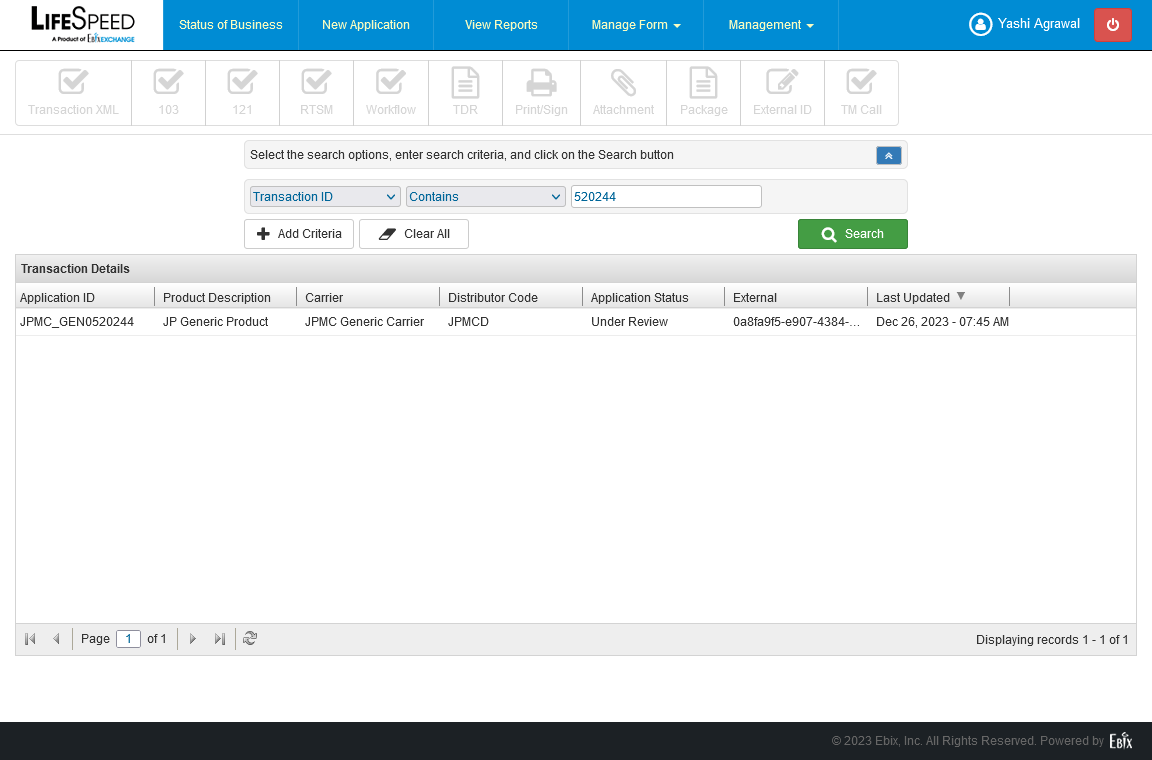 LIFESPEED
A Product of EbixEXCHANGE
Status of Business New Application View Reports Manage Form Management Yashi Agrawal
Transaction XML 103 121 RTSM Workflow TDR Print/Sign Attachment Package External ID TM Call
Select the search options, enter search criteria, and click on the Search button
Transaction ID Contains 520244
Add Criteria Clear All Search
Transaction Details
Application ID Product Description Carrier Distributor Code Application Status External Last Updated
JPMC_GEN0520244 JP Generic Product JPMC Generic Carrier JPMCD Under Review 0a8fa9f5-e907-4384-... Dec 26, 2023 - 07:45 AM
Page 1 of 1 Displaying records 1 - 1 of 1
© 2023 Ebix, Inc. All Rights Reserved. Powered by Ebix